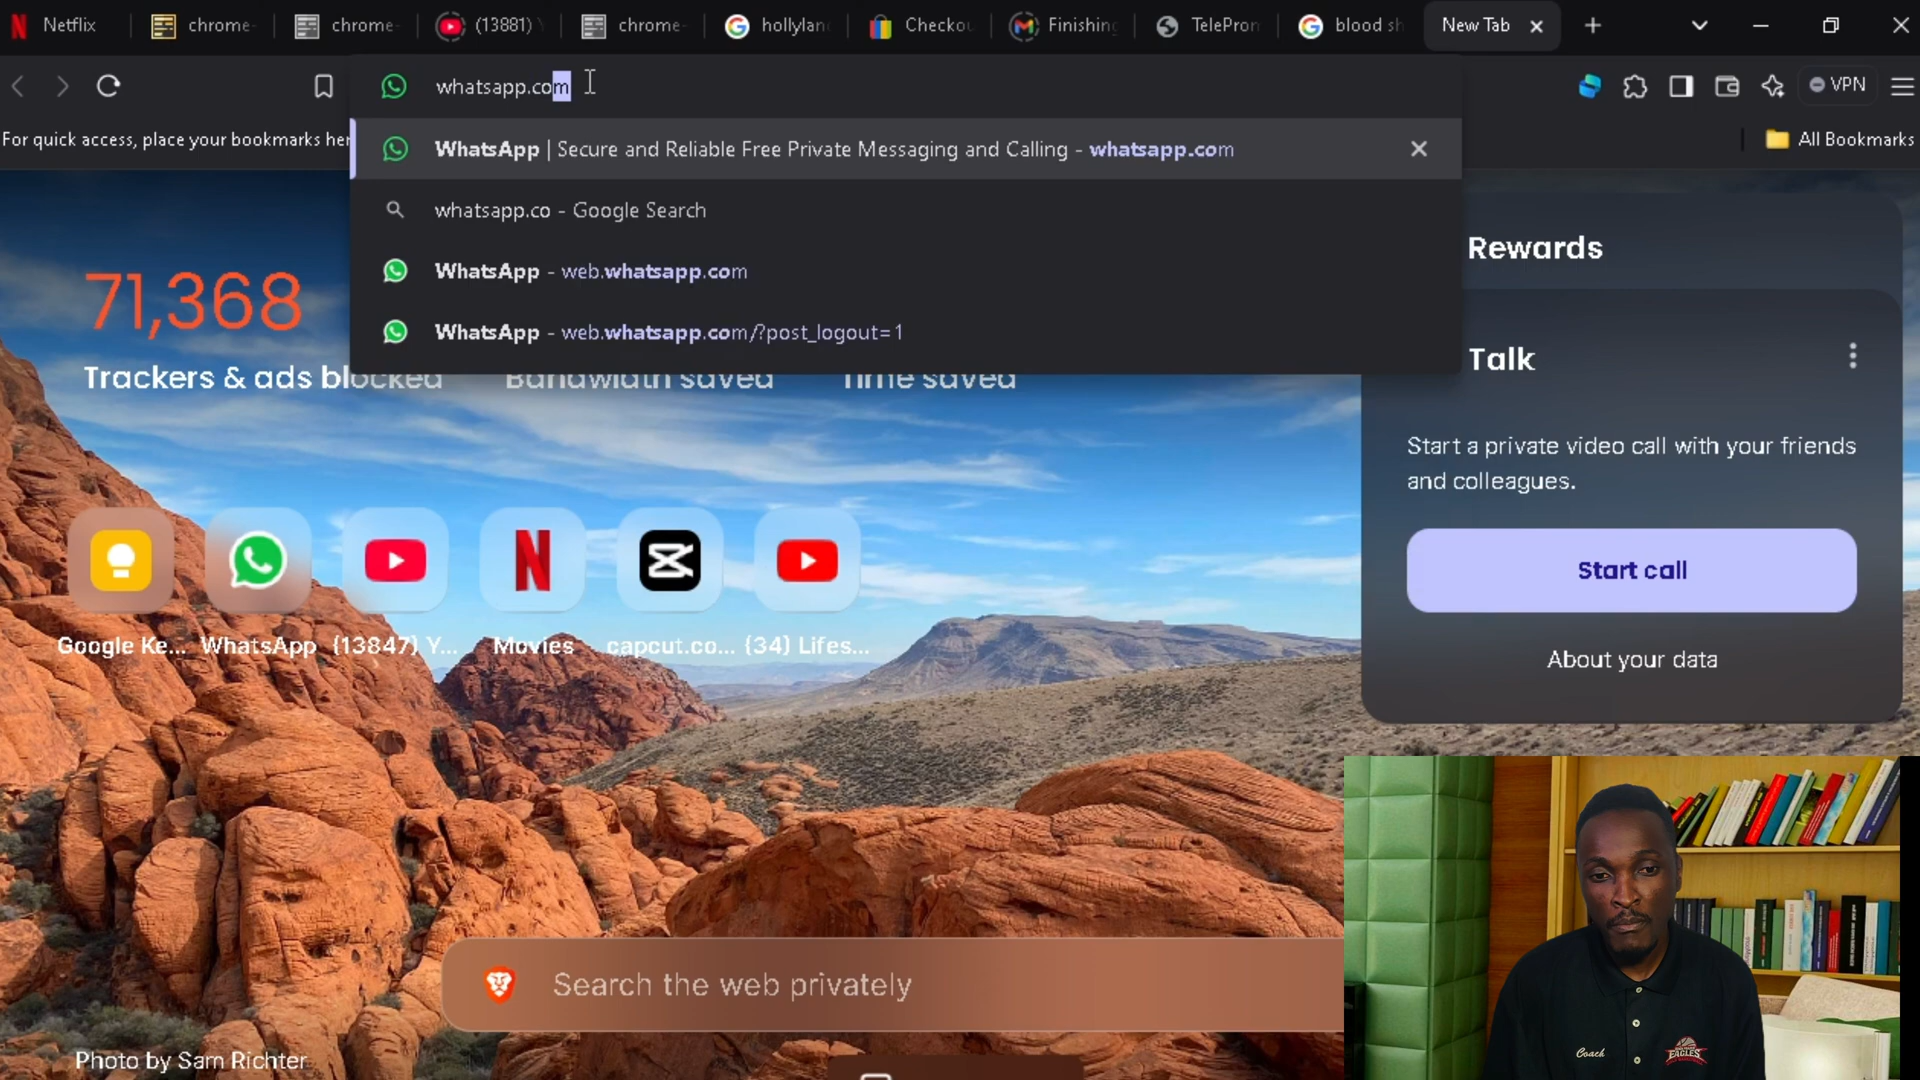 Netflix
chrome-
chrome-
(13881) Y
chrome-
hollylan
Checkou
Finishing
TelePron
blood sh
New Tab
whatsapp.com
VPN
For quick access, place your bookmarks her
All Bookmarks
WhatsApp | Secure and Reliable Free Private Messaging and Calling - whatsapp.com
whatsapp.co - Google Search
WhatsApp - web.whatsapp.com
WhatsApp - web.whatsapp.com/?post_logout=1
71,368
Trackers & ads blocked
Bandwidth saved
Time saved
Rewards
Talk
Start a private video call with your friends
and colleagues.
Start call
About your data
Google Ke...
WhatsApp
(13847) Y...
Movies
capcut.co...
(34) Lifes...
Search the web privately
Photo by Sam Richter
Coach
EAGLES